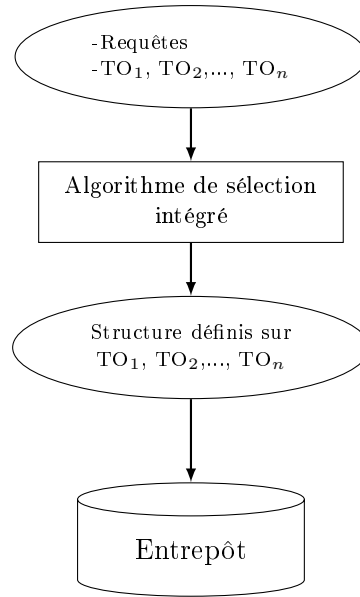 -Requêtes
-TO₁, TO₂,..., TOₙ
Algorithme de sélection
intégré
Structure définis sur
TO₁, TO₂,..., TOₙ
Entrepôt